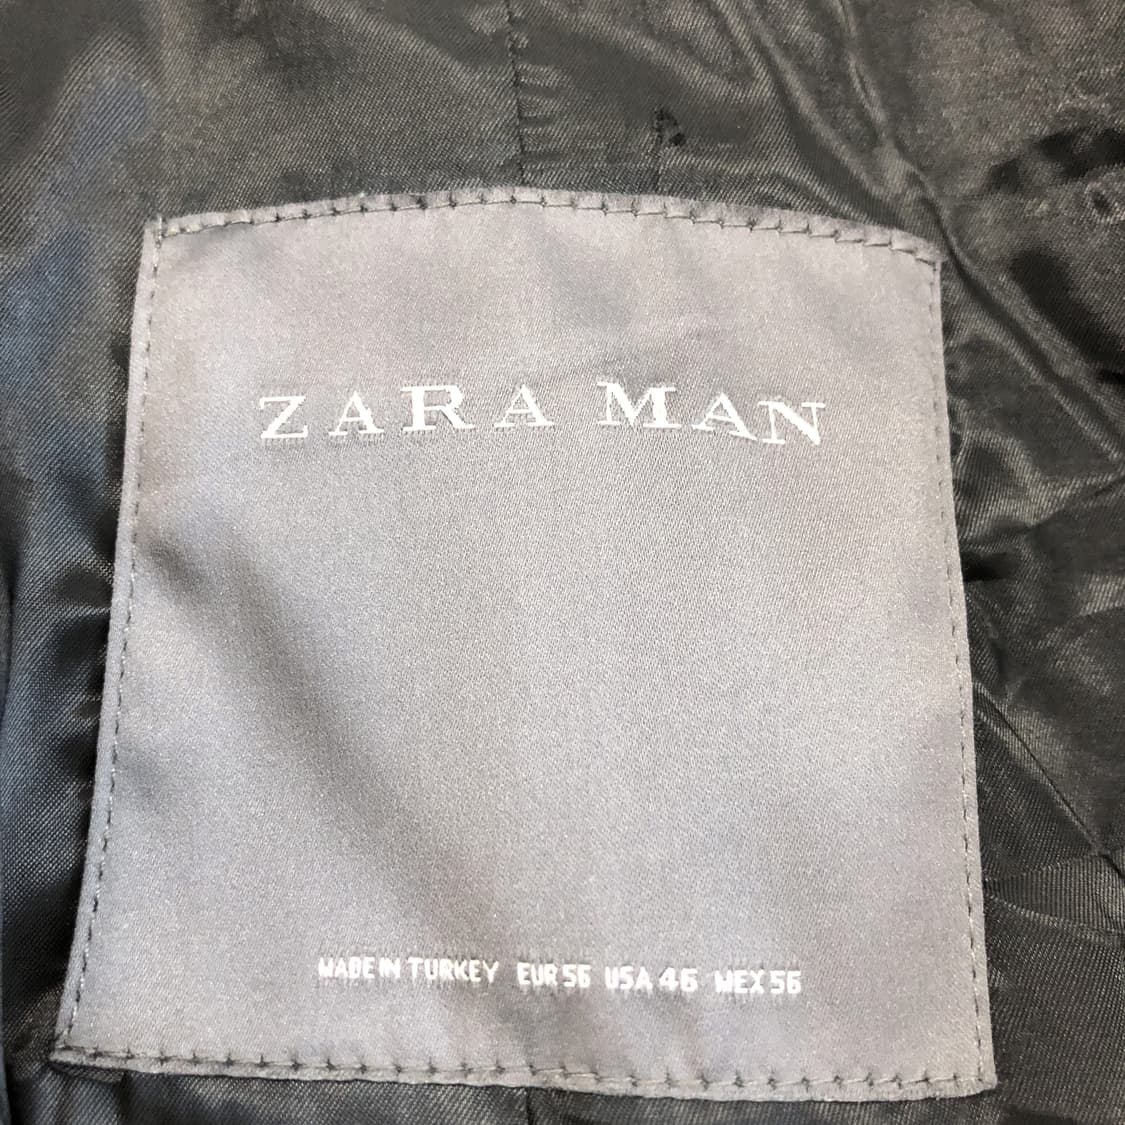 ZARA MAN
MADE IN TURKEY EUR 56 USA 46 MEX 56